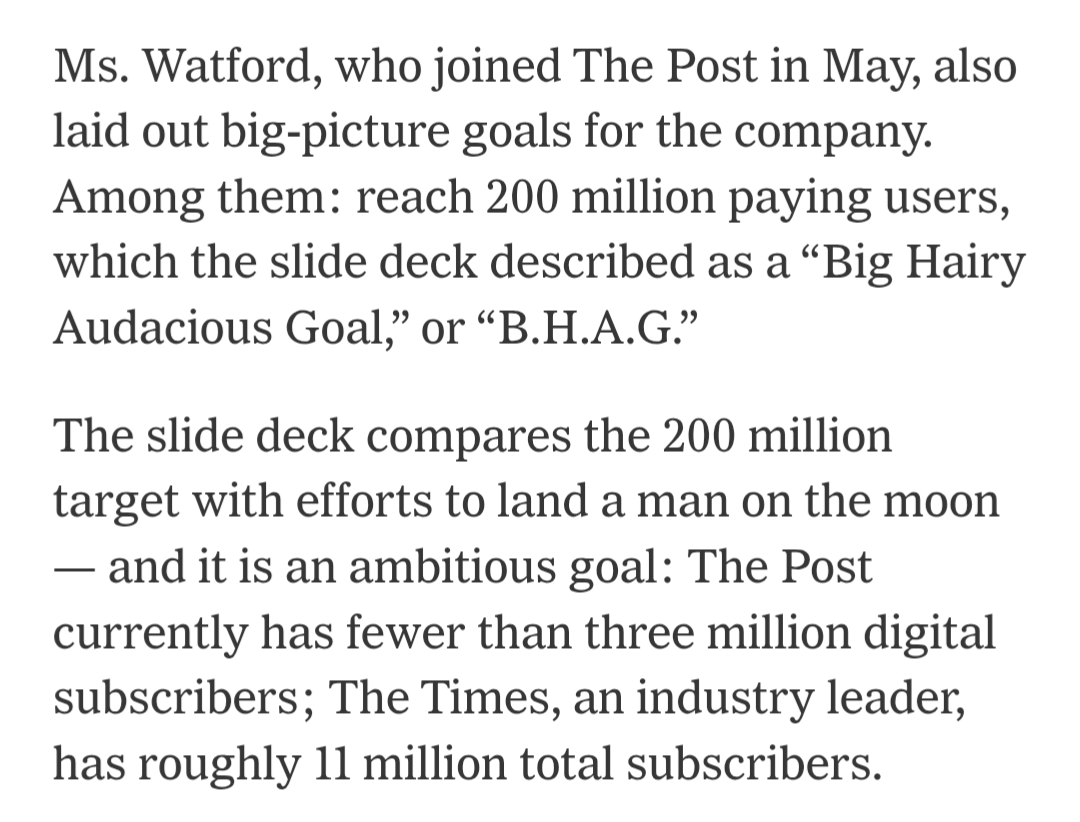 Ms. Watford, who joined The Post in May, also
laid out big-picture goals for the company.
Among them: reach 200 million paying users,
which the slide deck described as a “Big Hairy
Audacious Goal,” or “B.H.A.G.”
The slide deck compares the 200 million
target with efforts to land a man on the moon
— and it is an ambitious goal: The Post
currently has fewer than three million digital
subscribers; The Times, an industry leader,
has roughly 11 million total subscribers.